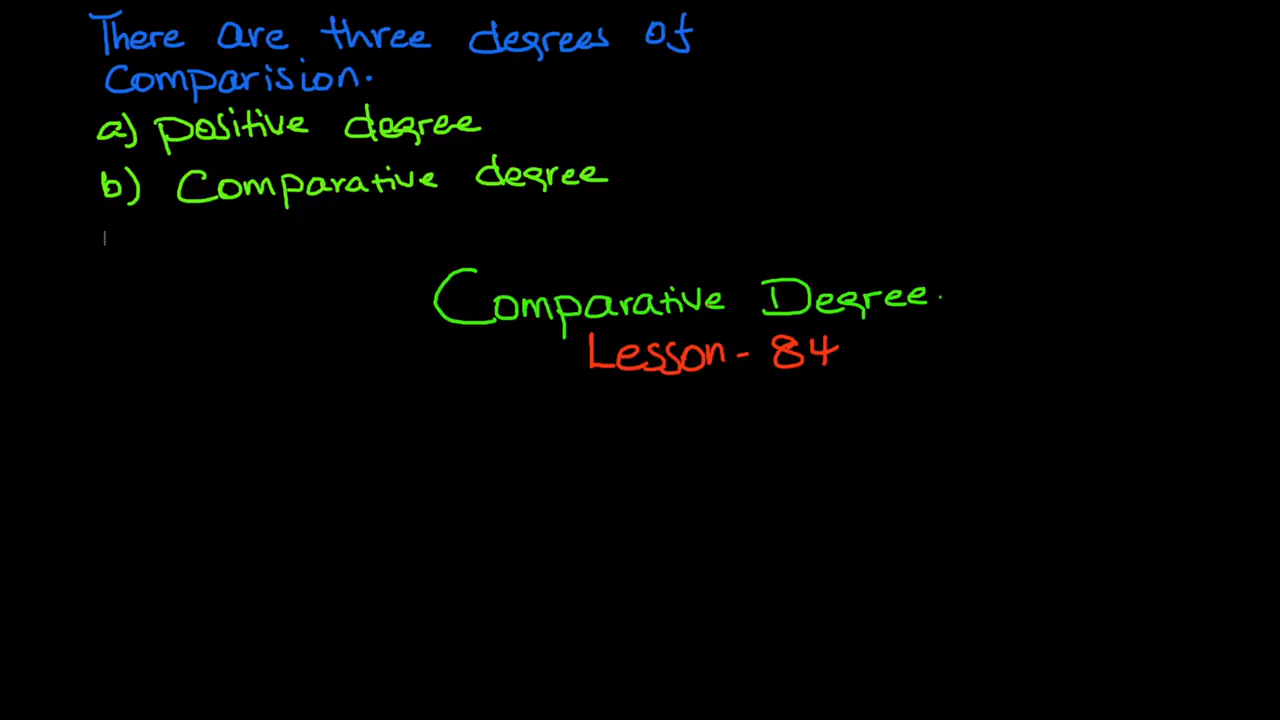 There are three degrees of
Comparision.
a) positive degree
b) Comparative degree
Comparative Degree.
Lesson - 84